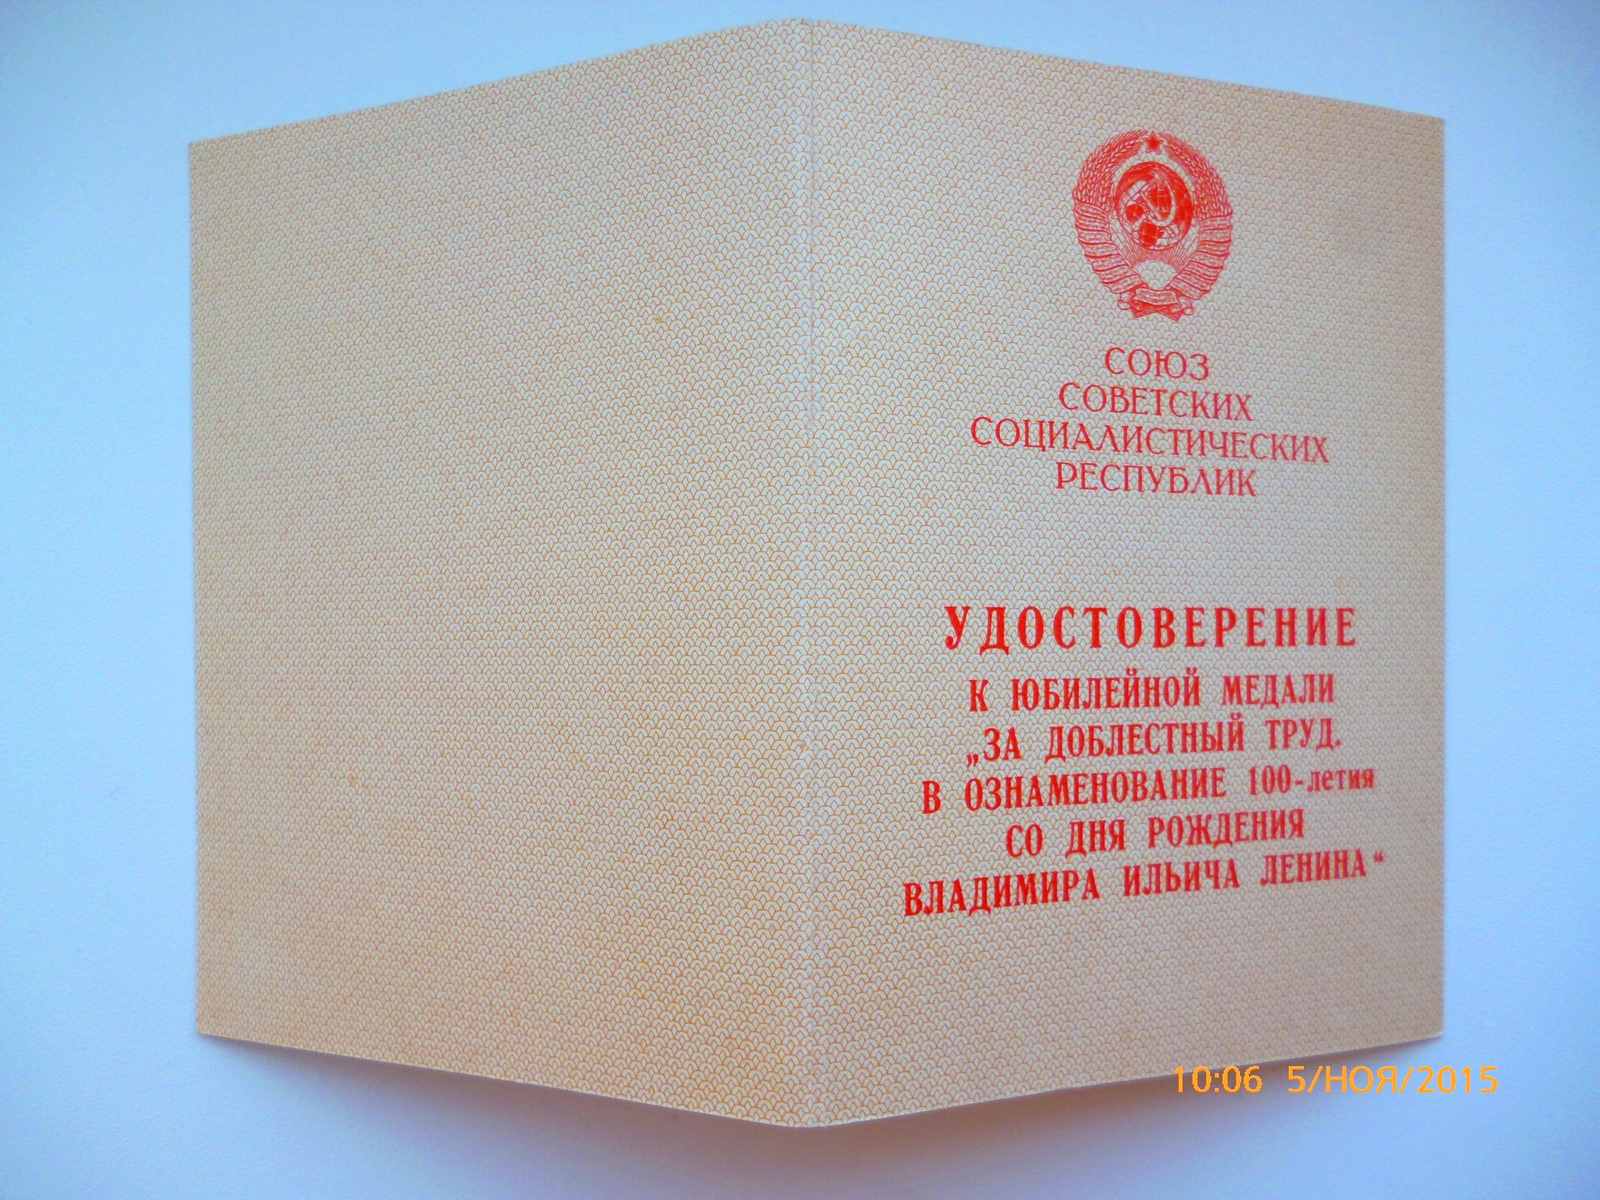 СОЮЗ
СОВЕТСКИХ
СОЦИАЛИСТИЧЕСКИХ
РЕСПУБЛИК
УДОСТОВЕРЕНИЕ
К ЮБИЛЕЙНОЙ МЕДАЛИ
„ЗА ДОБЛЕСТНЫЙ ТРУД.
В ОЗНАМЕНОВАНИЕ 100-летия
СО ДНЯ РОЖДЕНИЯ
ВЛАДИМИРА ИЛЬИЧА ЛЕНИНА“
10:06 5/НОЯ/2015